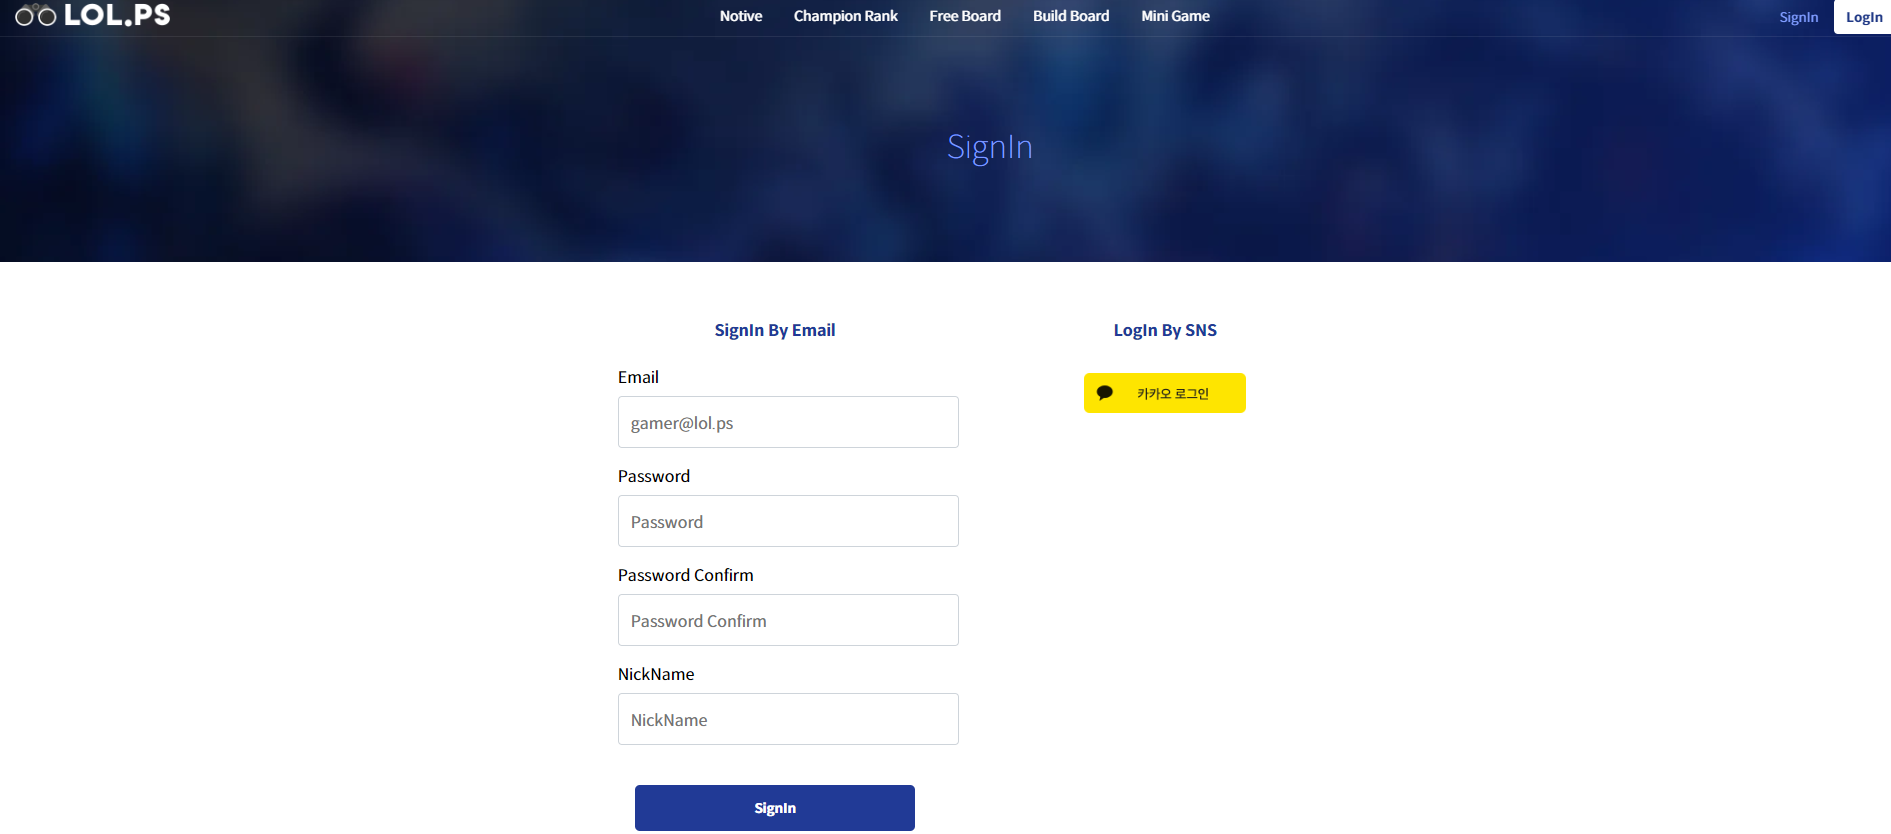 LOL.PS
Notive Champion Rank Free Board Build Board Mini Game
SignIn LogIn
SignIn
SignIn By Email
Email
gamer@lol.ps
Password
Password
Password Confirm
Password Confirm
NickName
NickName
SignIn
LogIn By SNS
카카오 로그인